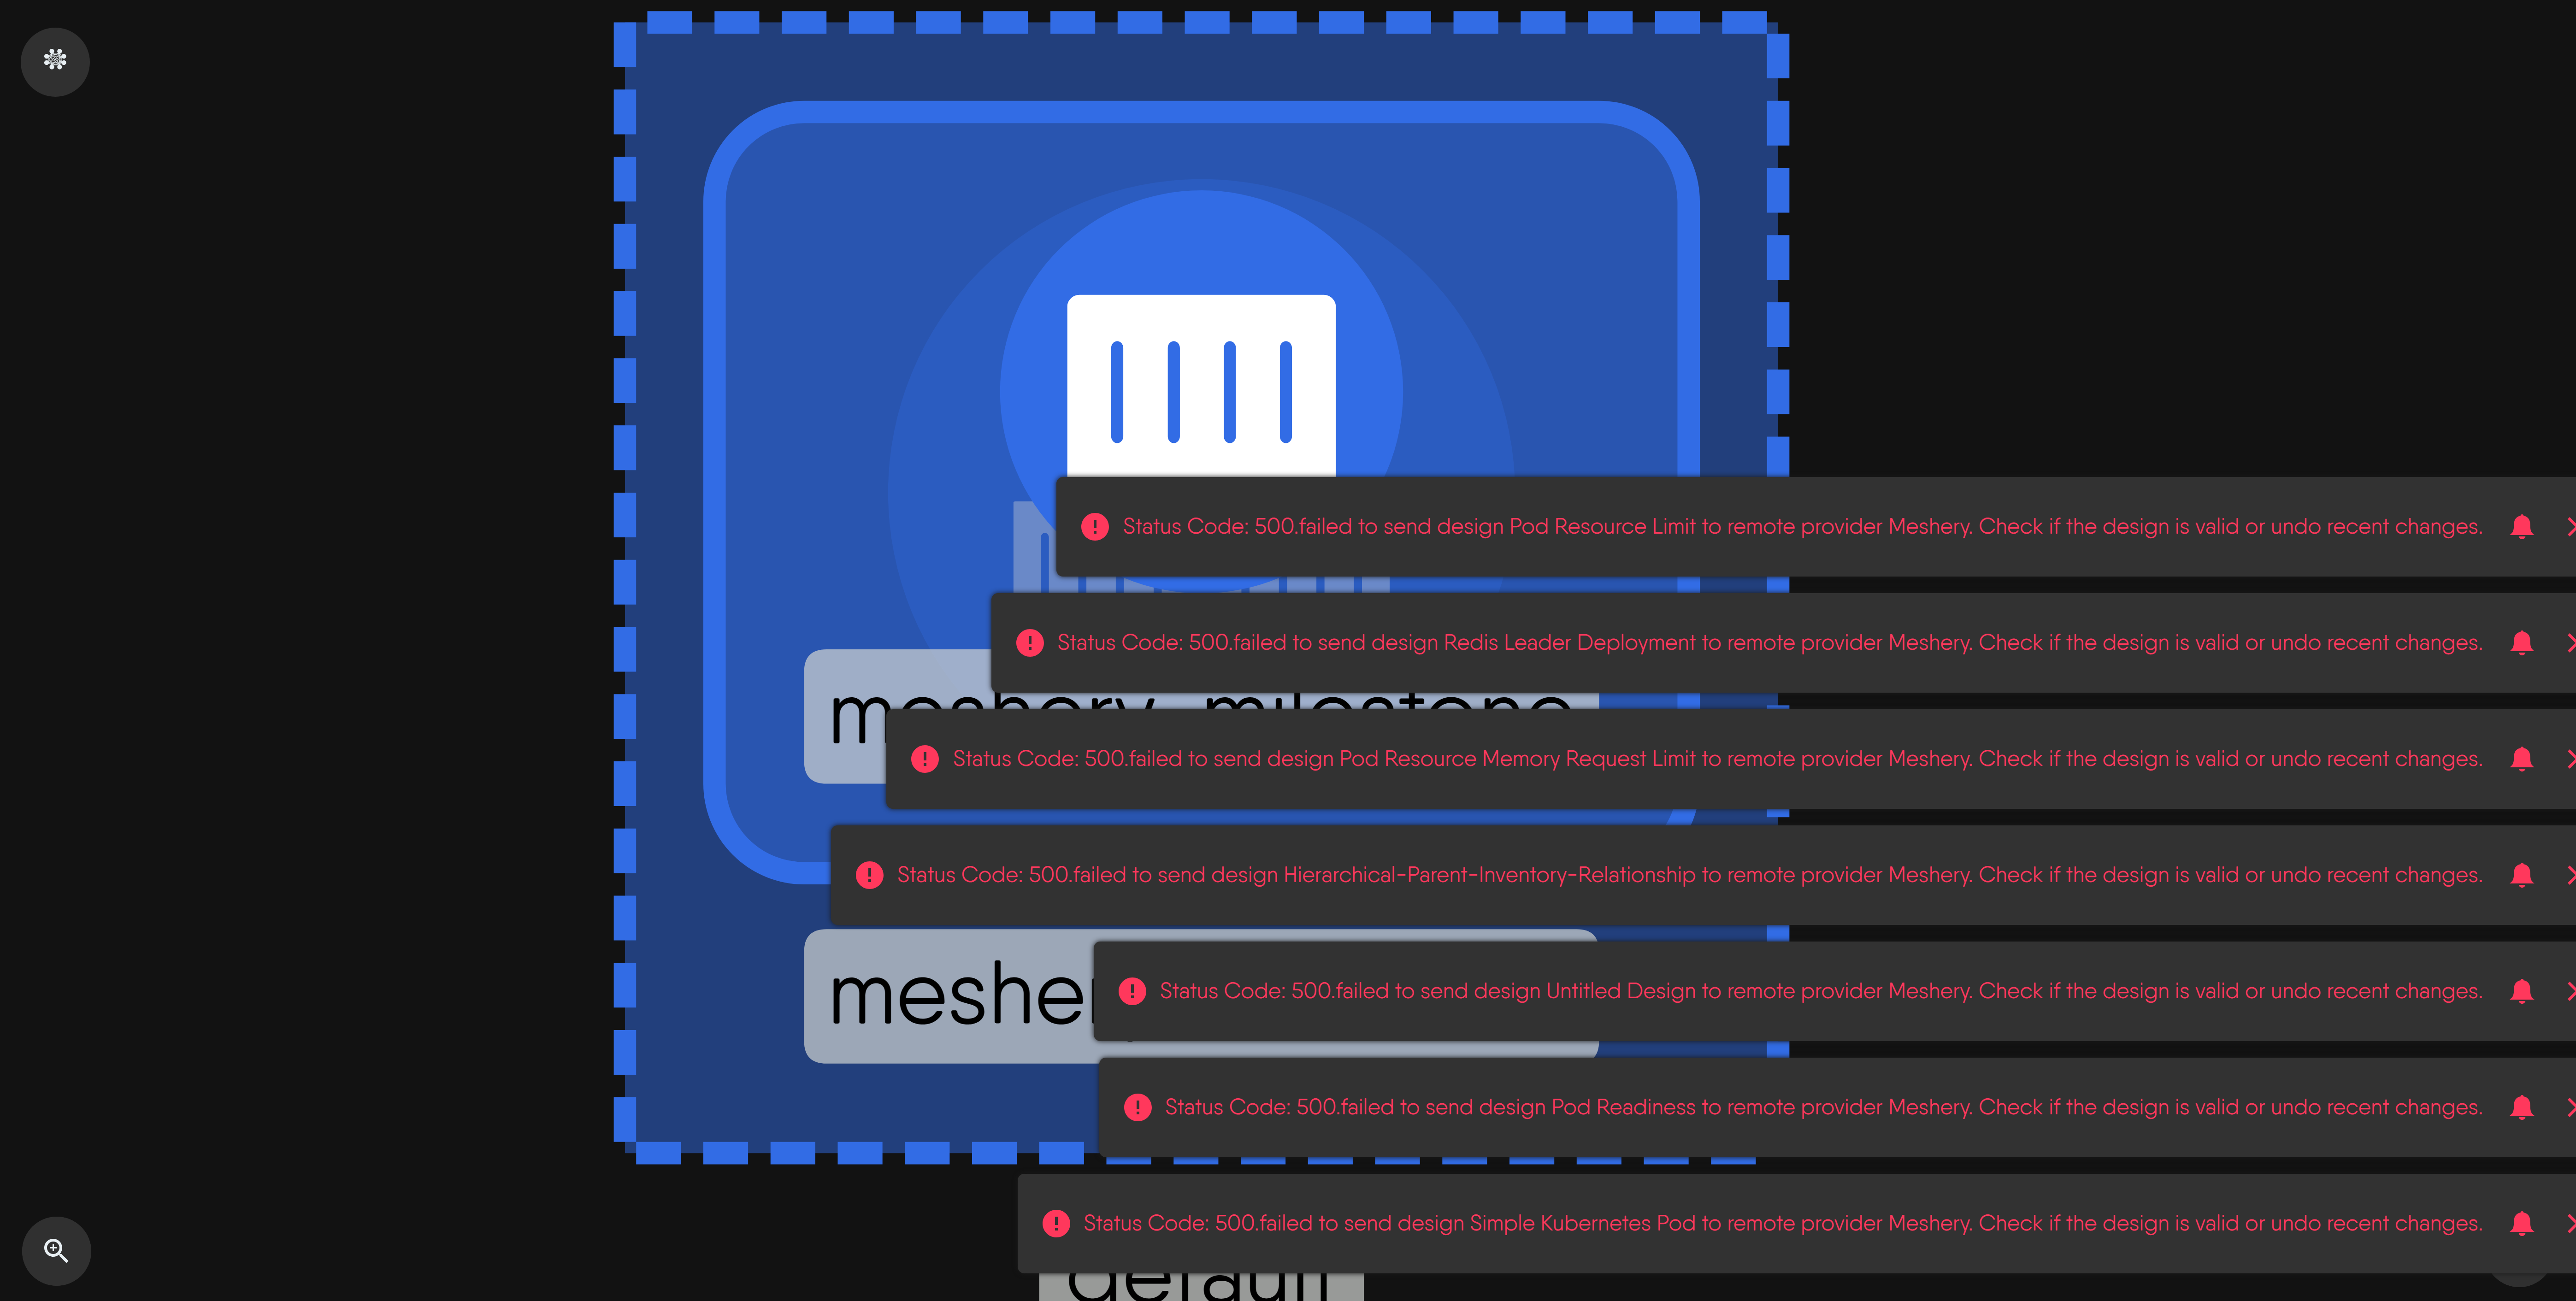 Status Code: 500.failed to send design Pod Resource Limit to remote provider Meshery. Check if the design is valid or undo recent changes.
Status Code: 500.failed to send design Redis Leader Deployment to remote provider Meshery. Check if the design is valid or undo recent changes.
meshery milestone
Status Code: 500.failed to send design Pod Resource Memory Request Limit to remote provider Meshery. Check if the design is valid or undo recent changes.
Status Code: 500.failed to send design Hierarchical-Parent-Inventory-Relationship to remote provider Meshery. Check if the design is valid or undo recent changes.
Status Code: 500.failed to send design Untitled Design to remote provider Meshery. Check if the design is valid or undo recent changes.
Status Code: 500.failed to send design Pod Readiness to remote provider Meshery. Check if the design is valid or undo recent changes.
Status Code: 500.failed to send design Simple Kubernetes Pod to remote provider Meshery. Check if the design is valid or undo recent changes.
default